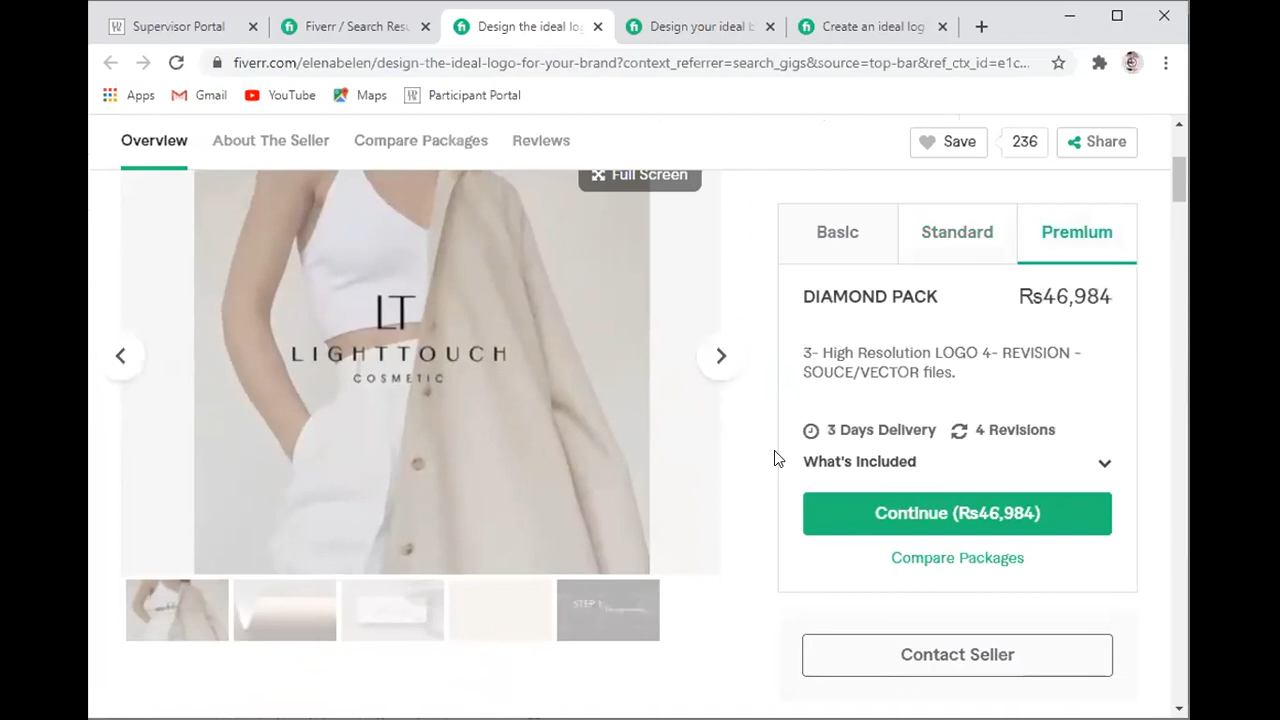 Supervisor Portal
Fiverr / Search Resu
Design the ideal log
Design your ideal b
Create an ideal logo
fiverr.com/elenabelen/design-the-ideal-logo-for-your-brand?context_referrer=search_gigs&source=top-bar&ref_ctx_id=e1c...
Apps
Gmail
YouTube
Maps
Participant Portal
Overview
About The Seller
Compare Packages
Reviews
Save
236
Share
Full Screen
LT
LIGHTTOUCH
COSMETIC
STEP 1
Basic
Standard
Premium
DIAMOND PACK
Rs46,984
3- High Resolution LOGO 4- REVISION -
SOUCE/VECTOR files.
3 Days Delivery
4 Revisions
What's Included
Continue (Rs46,984)
Compare Packages
Contact Seller